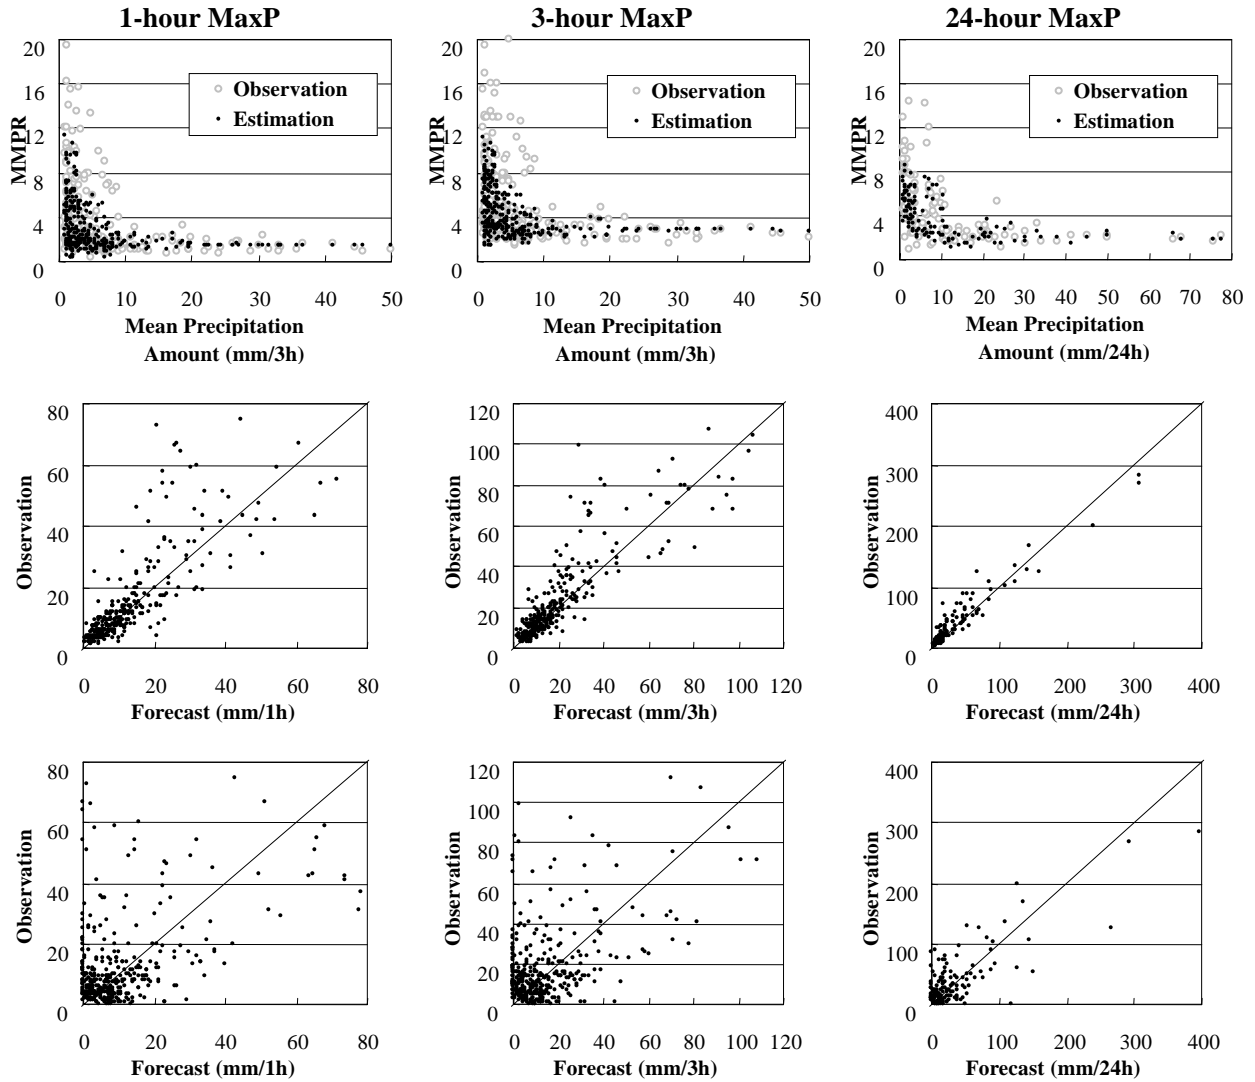 1-hour MaxP
3-hour MaxP
24-hour MaxP
20
16
12
8
4
0
MMPR
Observation
Estimation
0 10 20 30 40 50
Mean Precipitation
Amount (mm/3h)
20
16
12
8
4
0
MMPR
Observation
Estimation
0 10 20 30 40 50
Mean Precipitation
Amount (mm/3h)
20
16
12
8
4
0
MMPR
Observation
Estimation
0 10 20 30 40 50 60 70 80
Mean Precipitation
Amount (mm/24h)
80
60
40
20
0
Observation
0 20 40 60 80
Forecast (mm/1h)
120
100
80
60
40
20
0
Observation
0 20 40 60 80 100 120
Forecast (mm/3h)
400
300
200
100
0
Observation
0 100 200 300 400
Forecast (mm/24h)
80
60
40
20
0
Observation
0 20 40 60 80
Forecast (mm/1h)
120
100
80
60
40
20
0
Observation
0 20 40 60 80 100 120
Forecast (mm/3h)
400
300
200
100
0
Observation
0 100 200 300 400
Forecast (mm/24h)